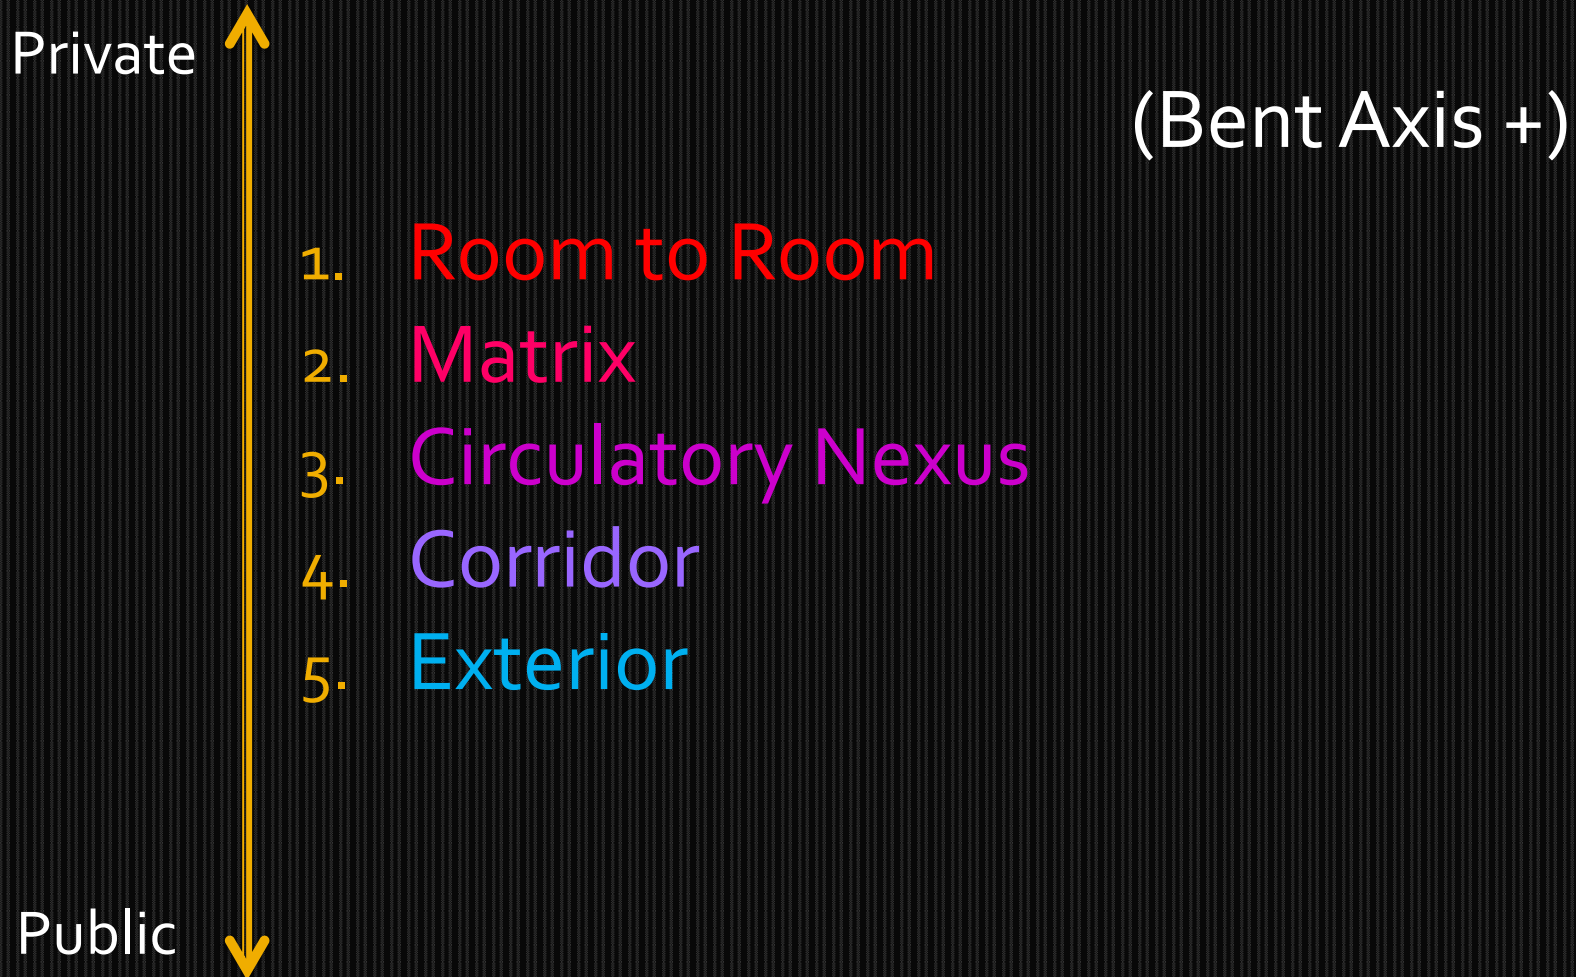 Private
(Bent Axis +)
1. Room to Room
2. Matrix
3. Circulatory Nexus
4. Corridor
5. Exterior
Public